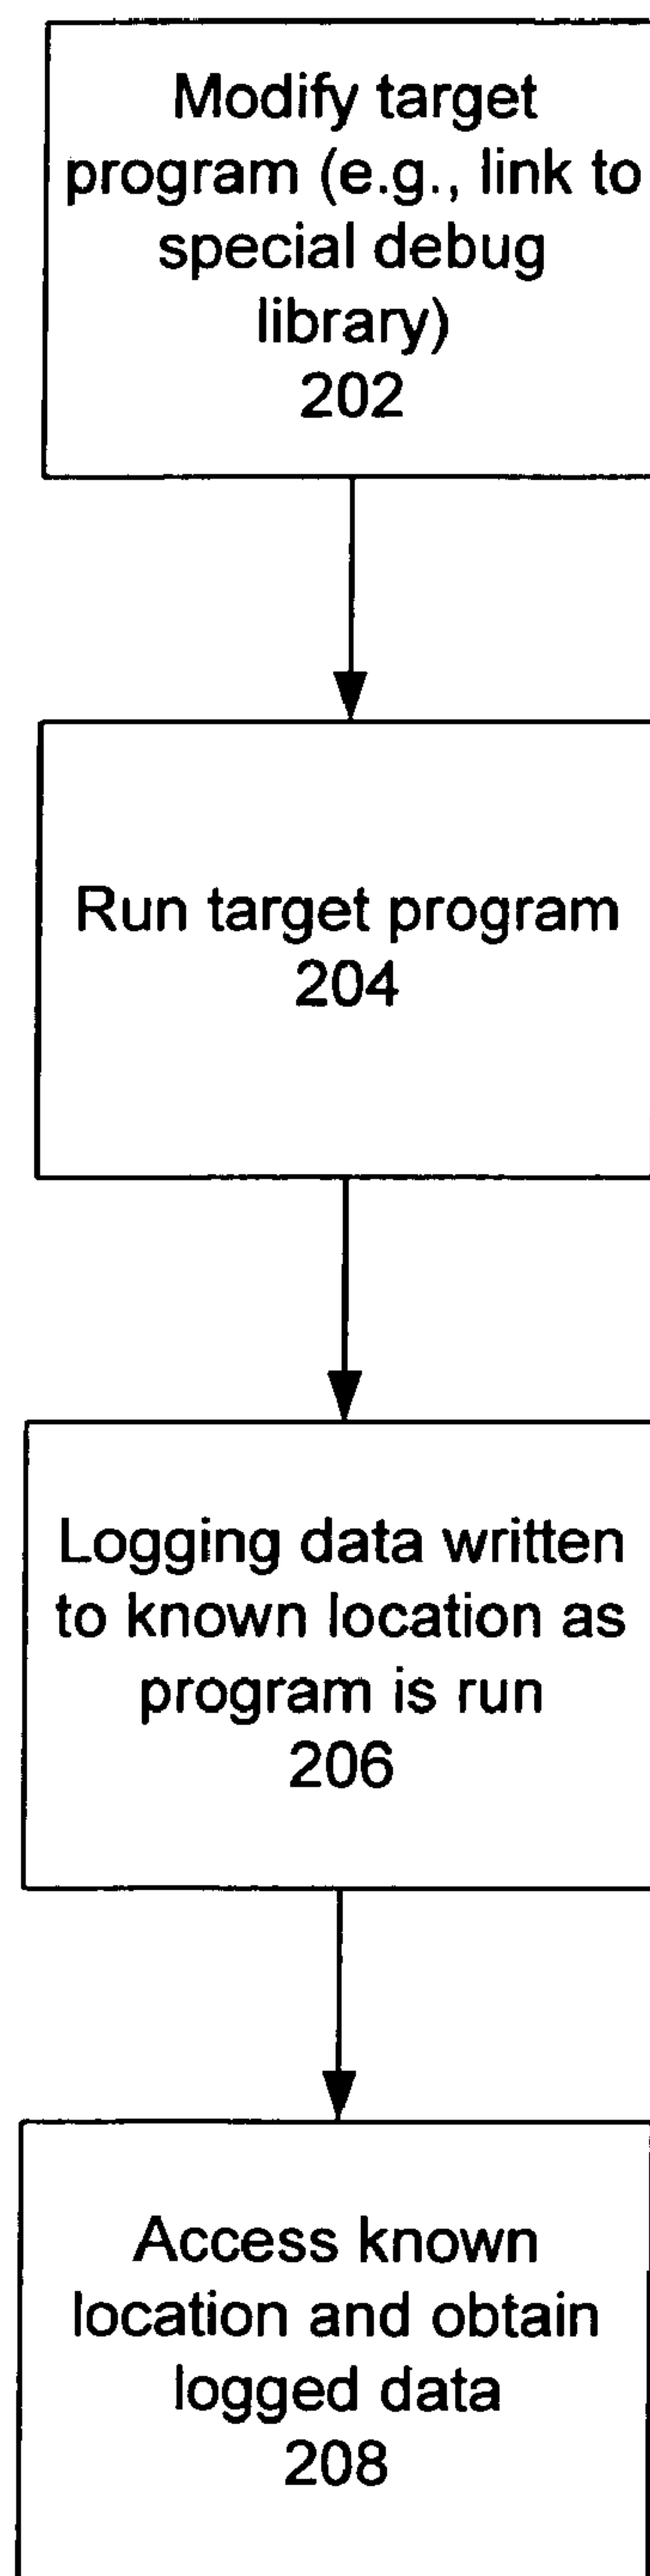 Modify target
program (e.g., link to
special debug
library)
202
Run target program
204
Logging data written
to known location as
program is run
206
Access known
location and obtain
logged data
208